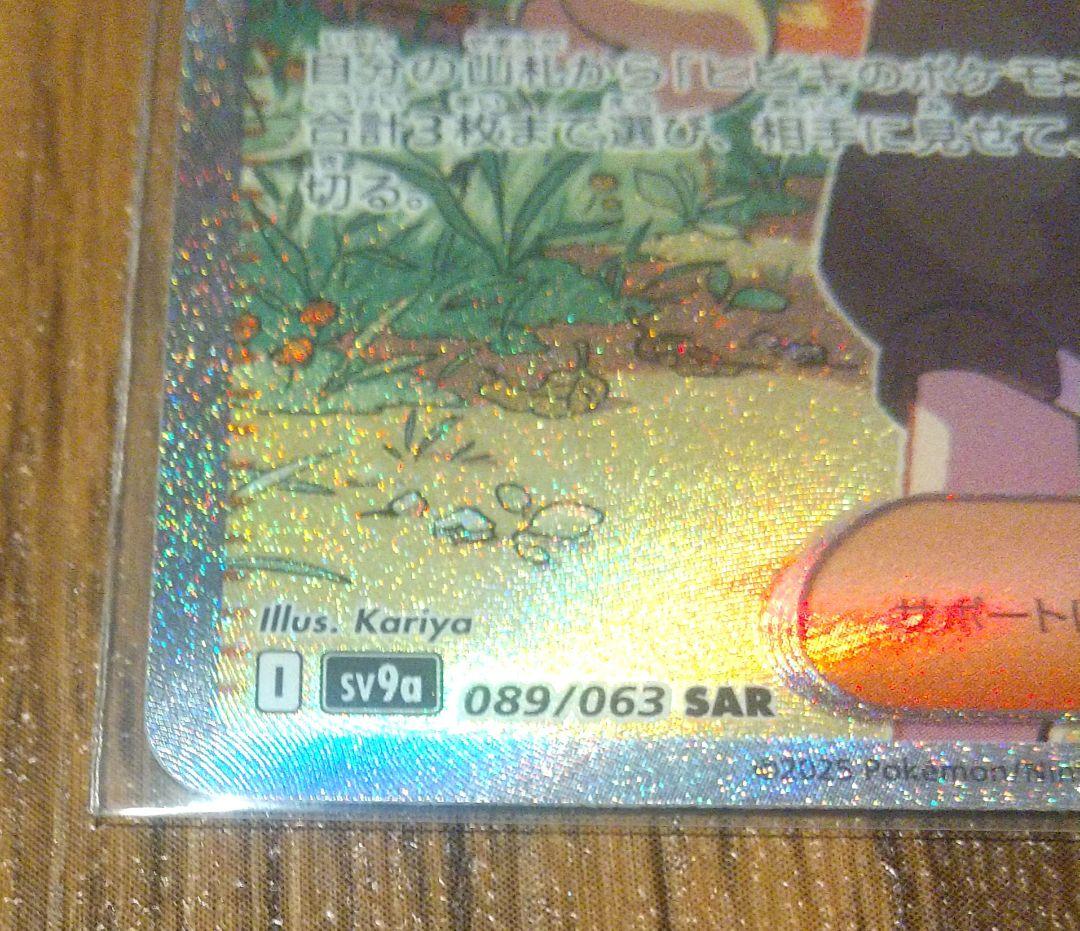 自分の山札から「ヒビキのポケモン
合計3枚まで選び、相手に見せて、
切る。
サポートに
Illus. Kariya
I sv9a 089/063 SAR
©2025 Pokémon/Nin